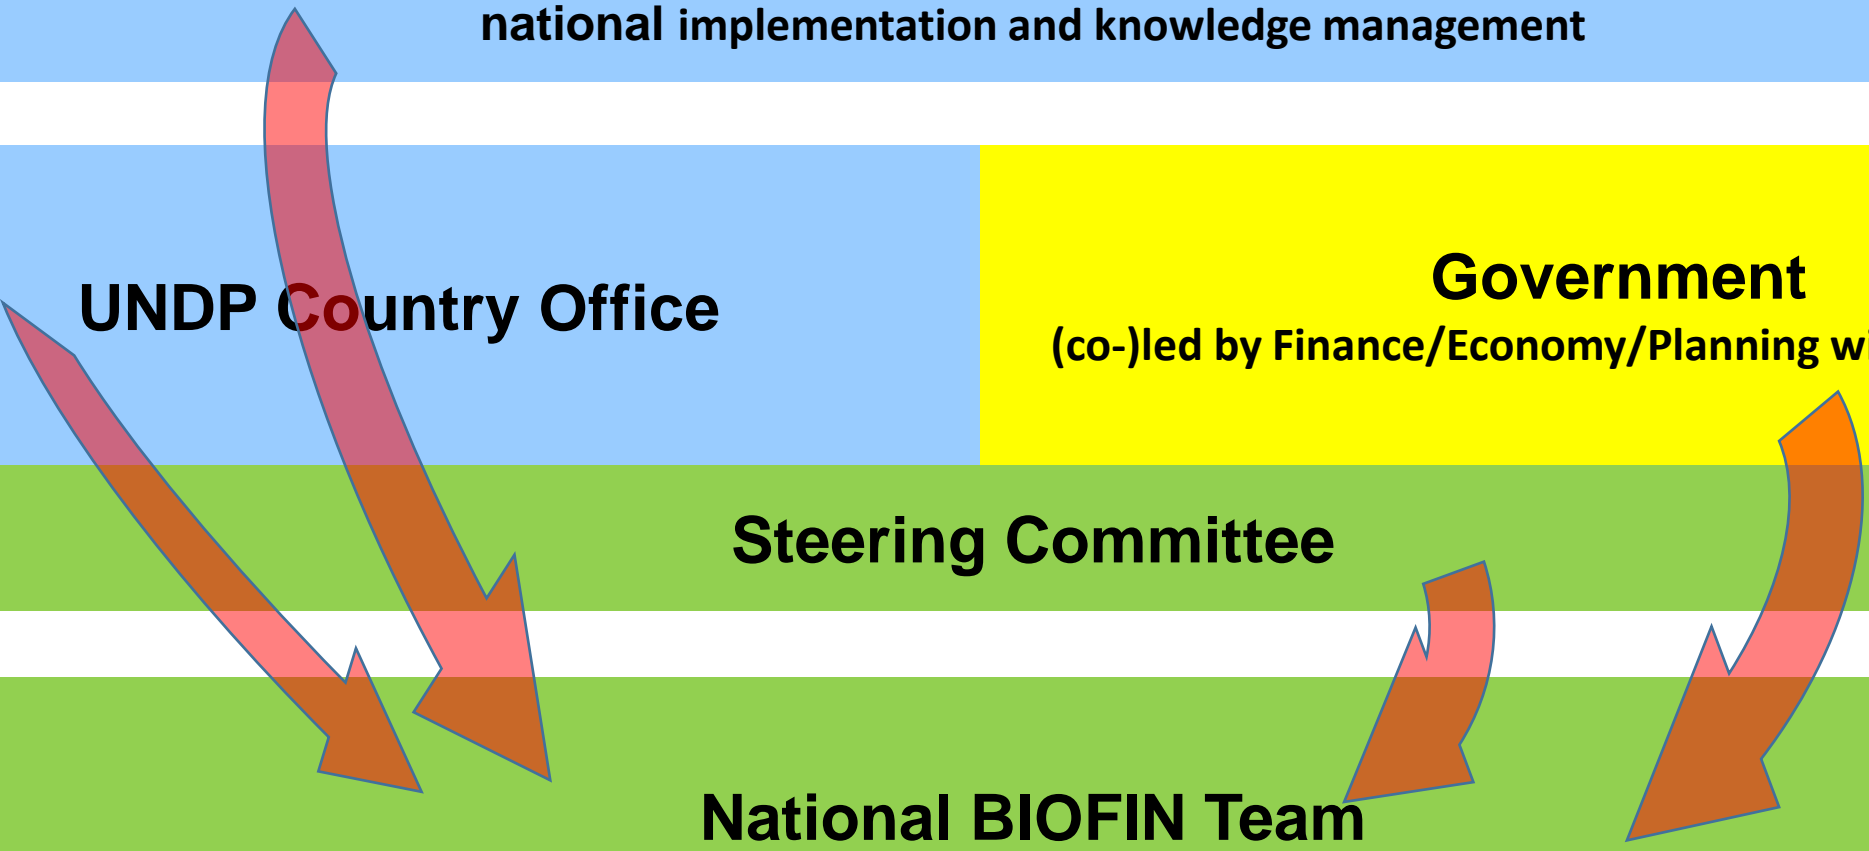 national implementation and knowledge management
UNDP Country Office
Government
(co-)led by Finance/Economy/Planning
Steering Committee
National BIOFIN Team